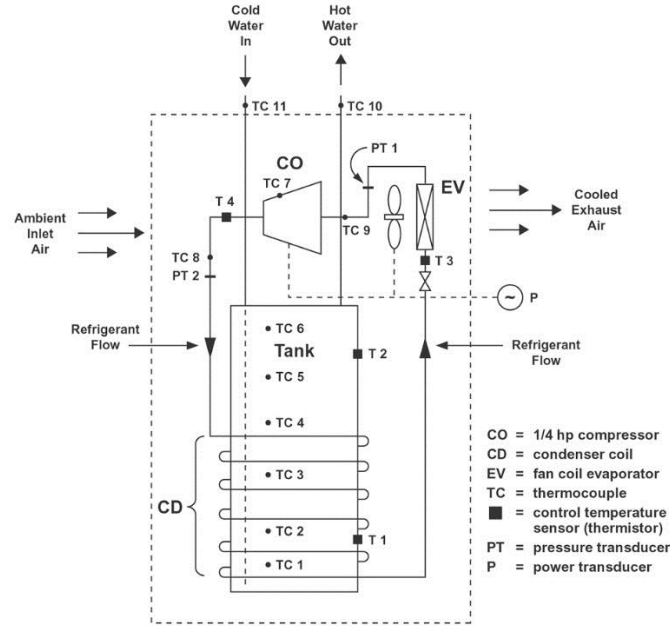 Cold
Water
In
Hot
Water
Out
TC 11
TC 10
PT 1
CO
TC 7
EV
T 4
TC 9
Ambient
Inlet
Air
Cooled
Exhaust
Air
TC 8
PT 2
T 3
~
P
Refrigerant
Flow
TC 6
Tank
T 2
Refrigerant
Flow
TC 5
TC 4
CD
TC 3
TC 2
T 1
TC 1
CO = 1/4 hp compressor
CD = condenser coil
EV = fan coil evaporator
TC = thermocouple
■ = control temperature
sensor (thermistor)
PT = pressure transducer
P = power transducer